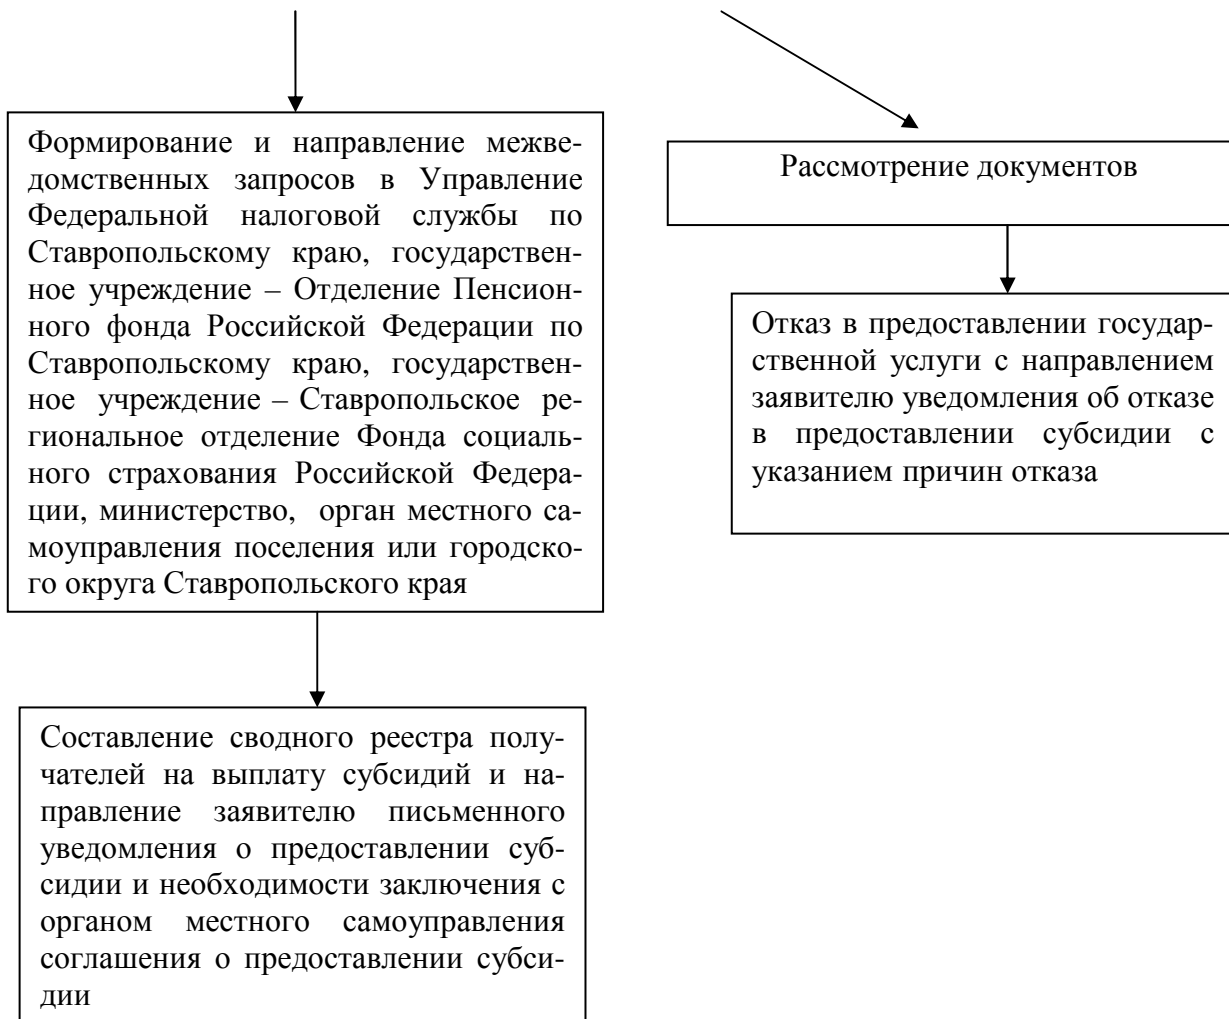 Формирование и направление межве-
домственных запросов в Управление
Федеральной налоговой службы по
Ставропольскому краю, государствен-
ное учреждение – Отделение Пенсион-
ного фонда Российской Федерации по
Ставропольскому краю, государствен-
ное учреждение – Ставропольское ре-
гиональное отделение Фонда социаль-
ного страхования Российской Федера-
ции, министерство, орган местного са-
моуправления поселения или городско-
го округа Ставропольского края
Рассмотрение документов
Отказ в предоставлении государ-
ственной услуги с направлением
заявителю уведомления об отказе
в предоставлении субсидии с
указанием причин отказа
Составление сводного реестра полу-
чателей на выплату субсидий и на-
правление заявителю письменного
уведомления о предоставлении суб-
сидии и необходимости заключения с
органом местного самоуправления
соглашения о предоставлении субси-
дии